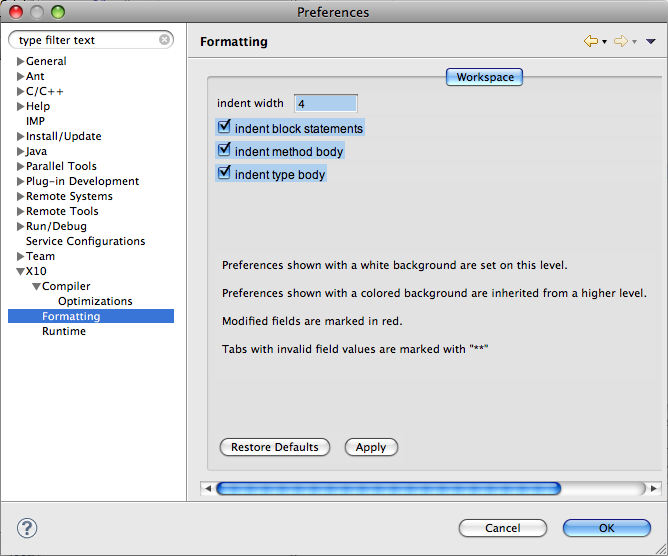 Preferences
type filter text
General
Ant
C/C++
Help
IMP
Install/Update
Java
Parallel Tools
Plug-in Development
Remote Systems
Remote Tools
Run/Debug
Service Configurations
Team
X10
Compiler
Optimizations
Formatting
Runtime
Formatting
Workspace
indent width 4
indent block statements
indent method body
indent type body
Preferences shown with a white background are set on this level.
Preferences shown with a colored background are inherited from a higher level.
Modified fields are marked in red.
Tabs with invalid field values are marked with "**"
Restore Defaults Apply
? Cancel OK